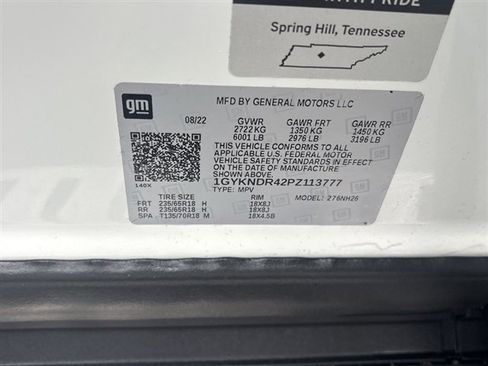 PRIDE
Spring Hill, Tennessee
gm
MFD BY GENERAL MOTORS LLC
08/22 GVWR GAWR FRT GAWR RR
2722 KG 1350 KG 1450 KG
6001 LB 2976 LB 3196 LB
THIS VEHICLE CONFORMS TO ALL
APPLICABLE U.S. FEDERAL MOTOR
VEHICLE SAFETY STANDARDS IN EFFECT
ON THE DATE OF MANUFACTURE
SHOWN ABOVE.
1GYKNDR42PZ113777
140X TYPE: MPV
TIRE SIZE RIM MODEL: 276NH26
FRT 235/65R18 H 18X8J
RR 235/65R18 H 18X8J
SPA T135/70R18 M 18X4.5B